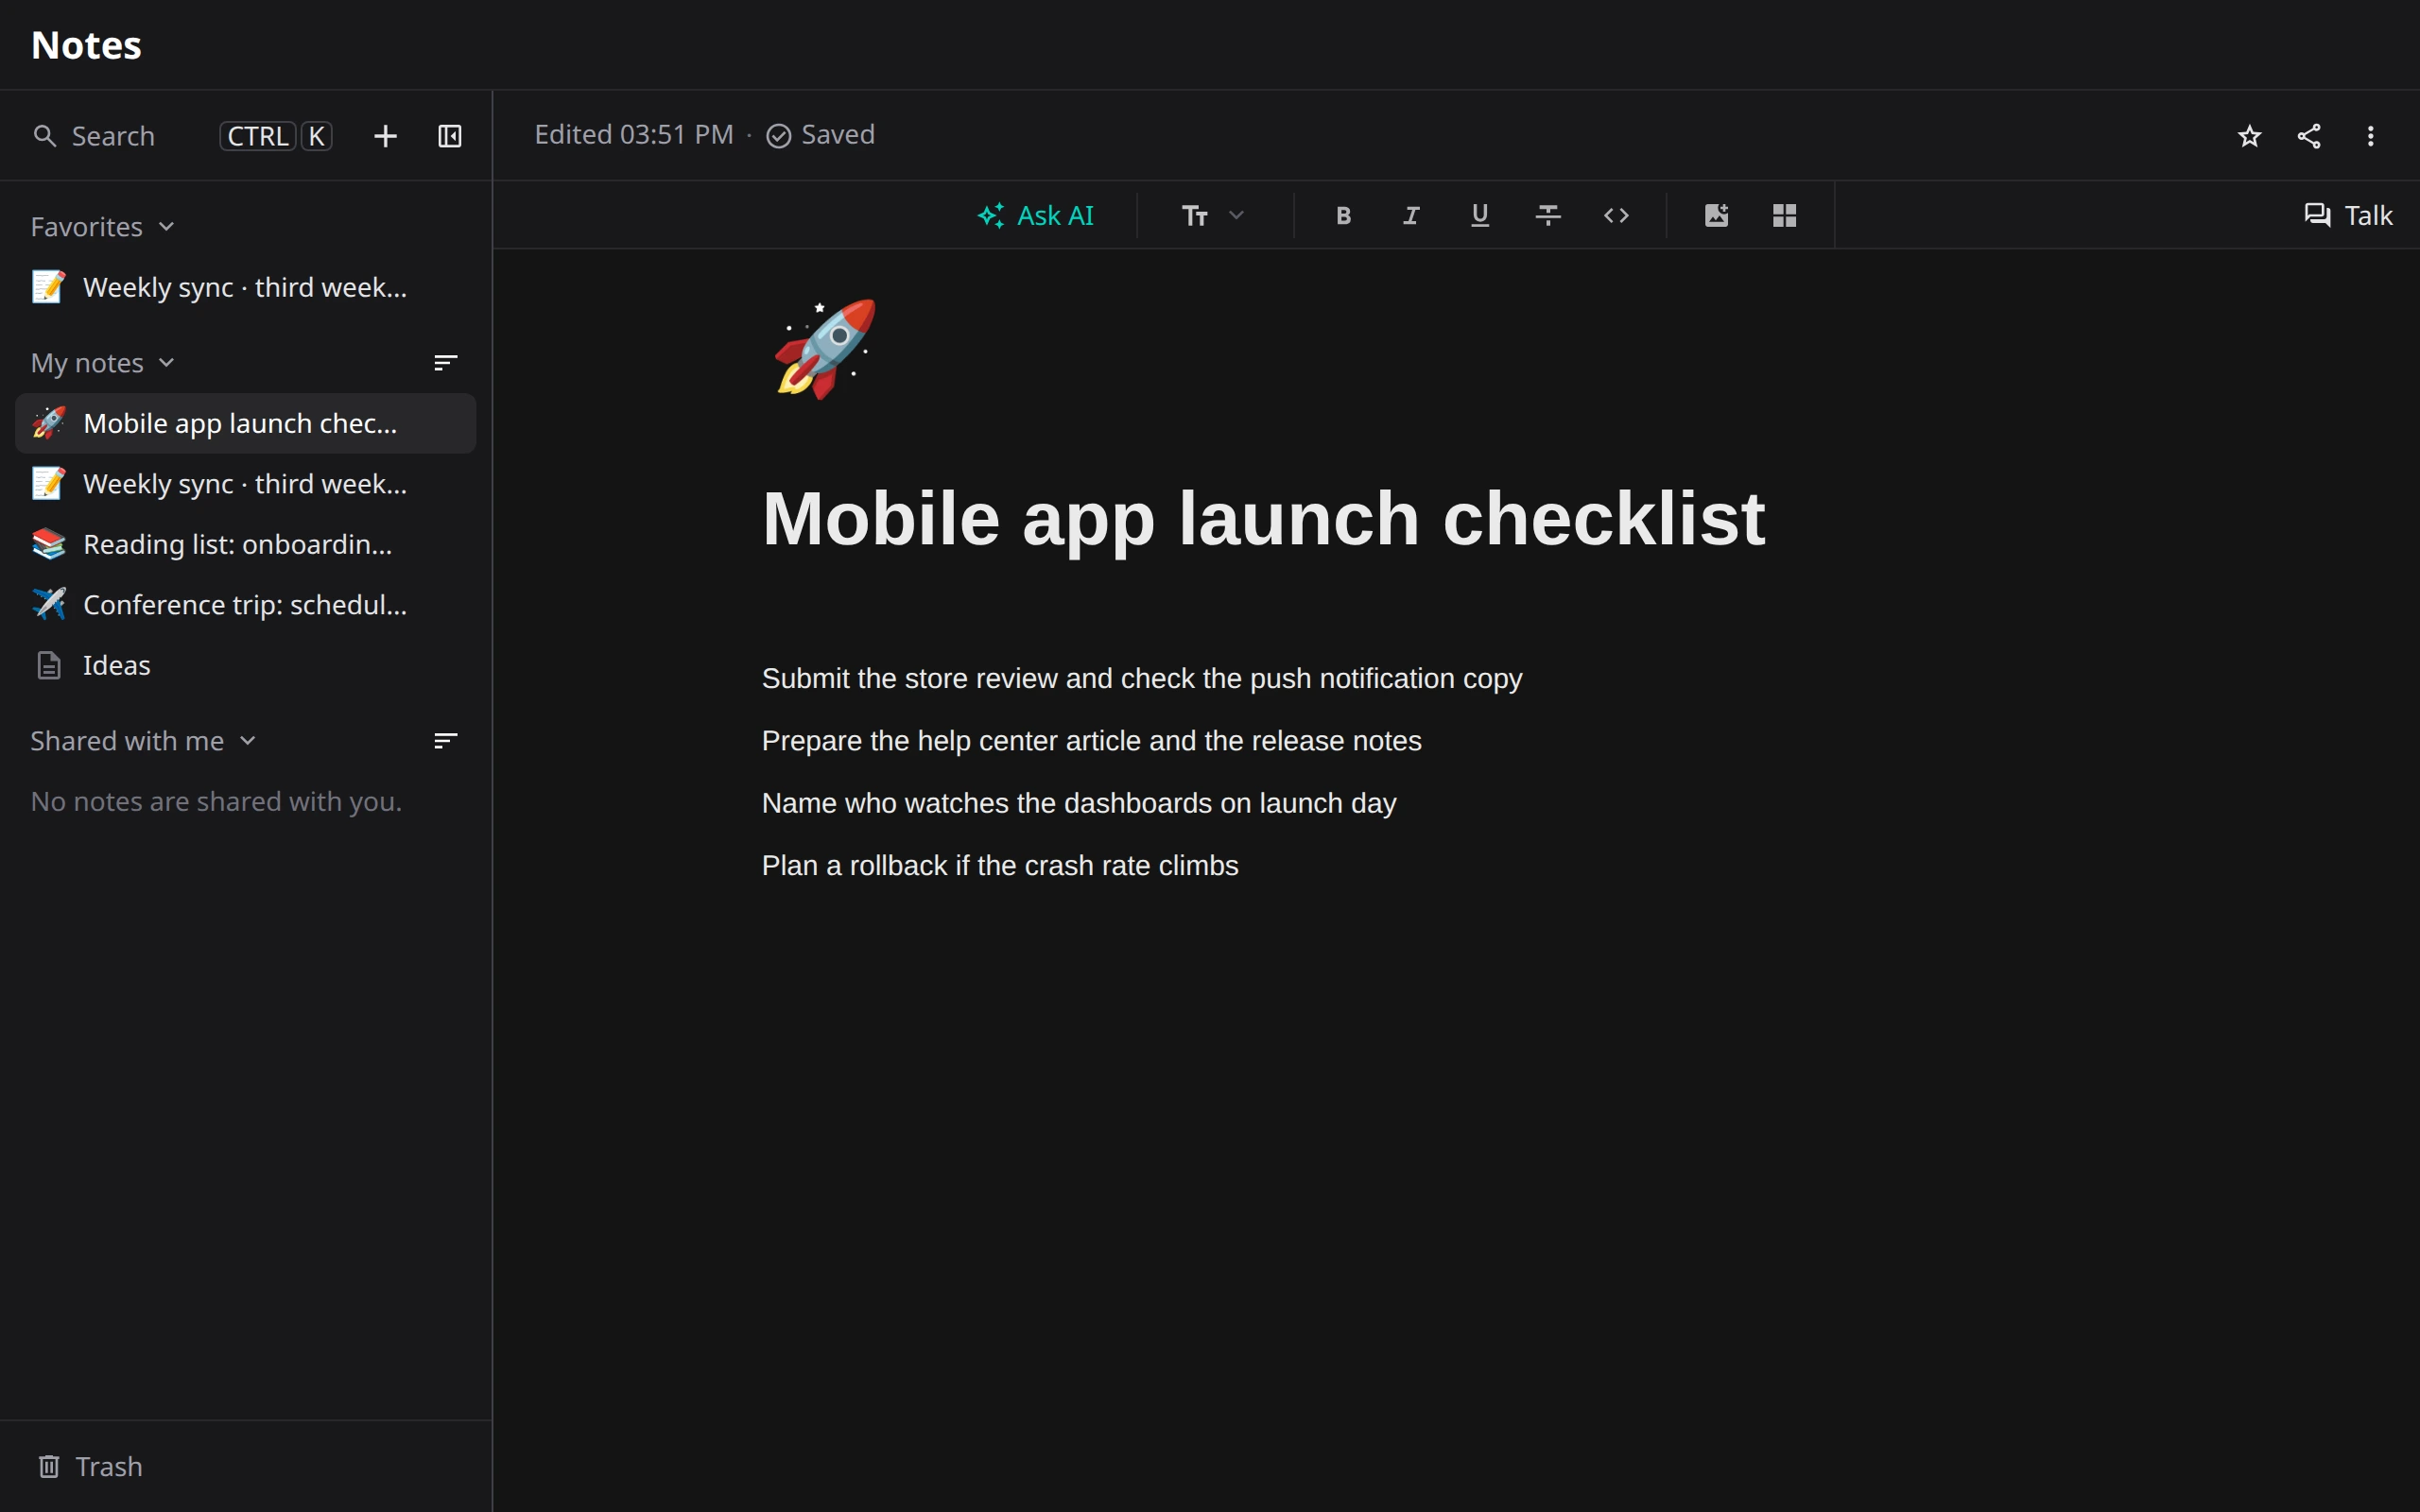 Notes
Search CTRL K
Edited 03:51 PM · Saved
Ask AI
Talk
Favorites
Weekly sync · third week...
My notes
Mobile app launch chec...
Weekly sync · third week...
Reading list: onboardin...
Conference trip: schedul...
Ideas
Shared with me
No notes are shared with you.
Trash
Mobile app launch checklist
Submit the store review and check the push notification copy
Prepare the help center article and the release notes
Name who watches the dashboards on launch day
Plan a rollback if the crash rate climbs